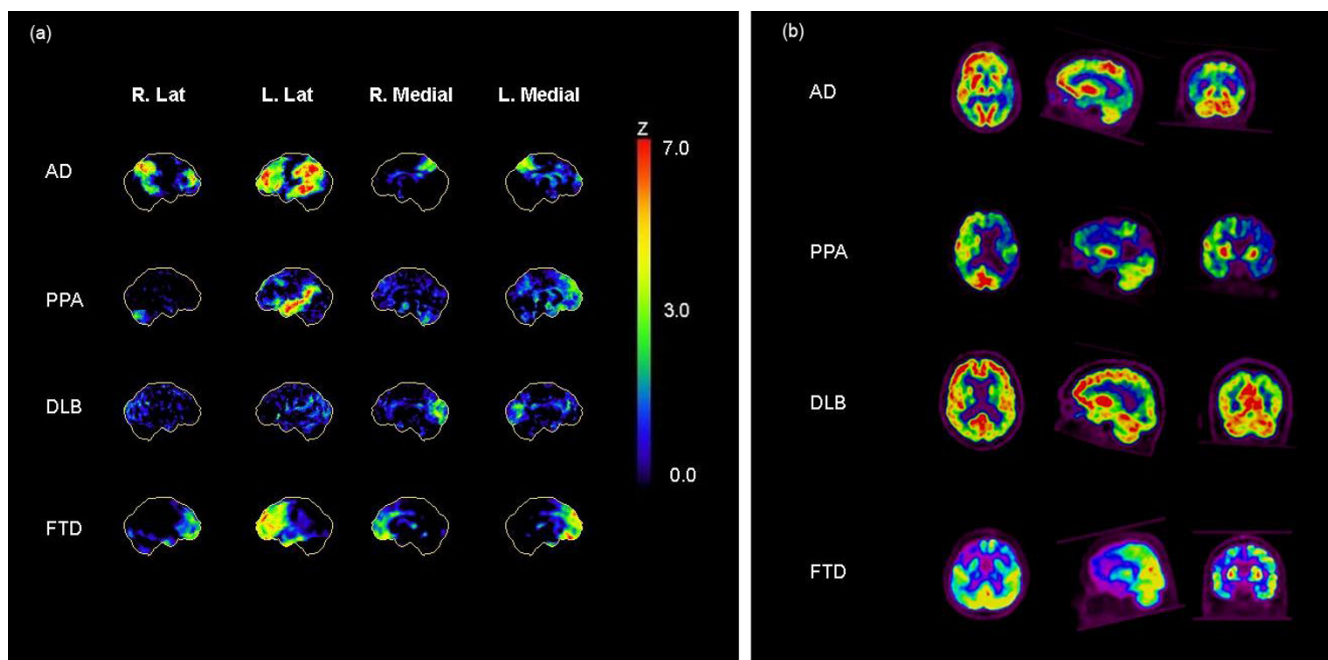 (a)
R. Lat L. Lat R. Medial L. Medial
Z
7.0
AD
PPA
3.0
DLB
0.0
FTD
(b)
AD
PPA
DLB
FTD